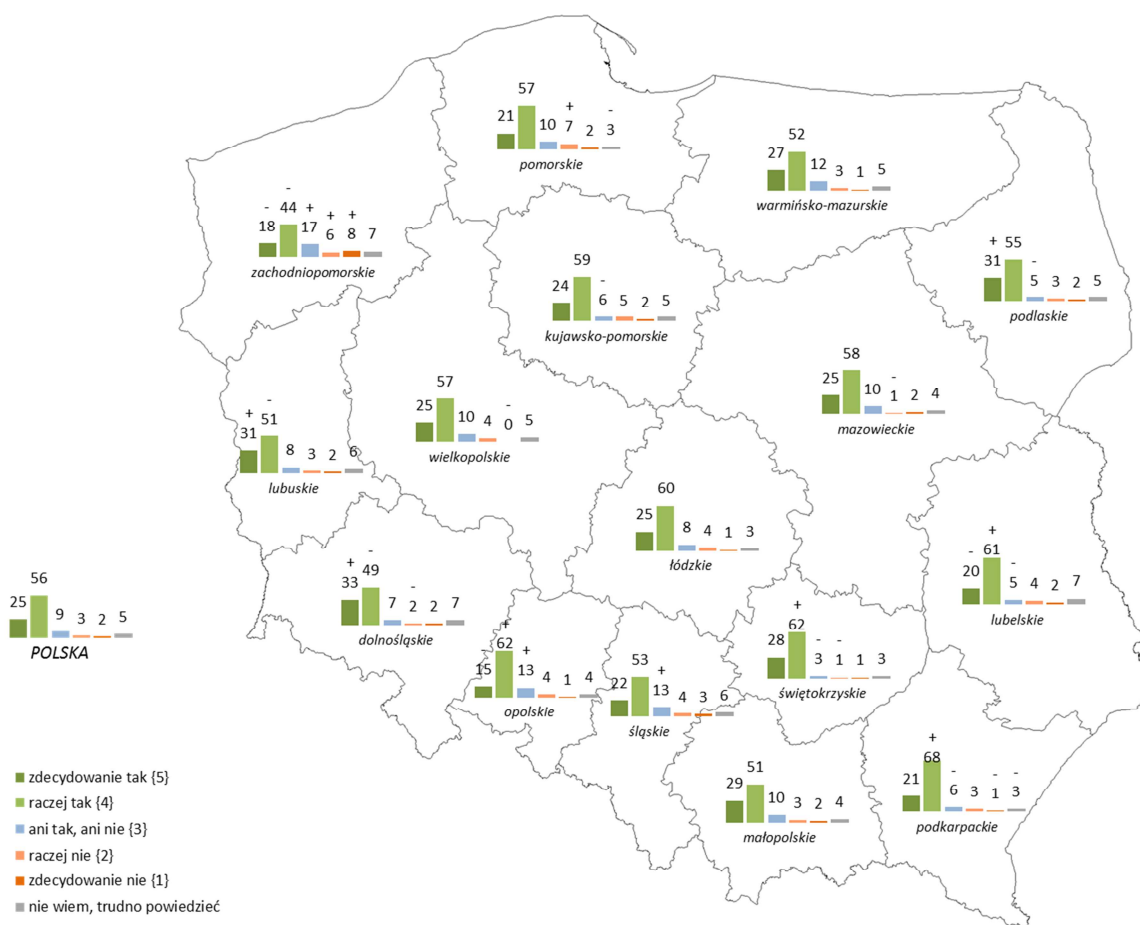 57
+ -
21 10 7 2 3
pomorskie
52
27 12 3 1 5
warmińsko-mazurskie
-
- 44 + + +
18 17 6 8 7
zachodniopomorskie
59
24 - 6 5 2 5
kujawsko-pomorskie
+ 55 -
31 5 3 2 5
podlaskie
57
25 10 4 - 0 5
wielkopolskie
58
25 10 - 1 2 4
mazowieckie
-
+ 51
31 8 3 2 6
lubuskie
60
25 8 4 1 3
łódzkie
+
- 61 -
20 5 4 2 7
lubelskie
56
25 9 3 2 5
POLSKA
-
+ 49 -
33 7 2 2 7
dolnośląskie
+
- 62 +
15 13 4 1 4
opolskie
53 +
22 13 4 3 6
śląskie
+
62 - -
28 3 1 1 3
świętokrzyskie
51
29 10 3 2 4
małopolskie
+
68 - - -
21 6 3 1 3
podkarpackie
zdecydowanie tak {5}
raczej tak {4}
ani tak, ani nie {3}
raczej nie {2}
zdecydowanie nie {1}
nie wiem, trudno powiedzieć